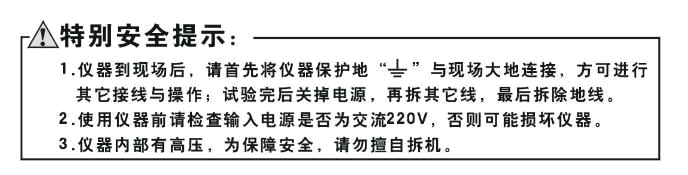 特别安全提示：
1.仪器到现场后，请首先将仪器保护地“⏚”与现场大地连接，方可进行
其它接线与操作；试验完后关掉电源，再拆其它线，最后拆除地线。
2.使用仪器前请检查输入电源是否为交流220V，否则可能损坏仪器。
3.仪器内部有高压，为保障安全，请勿擅自拆机。